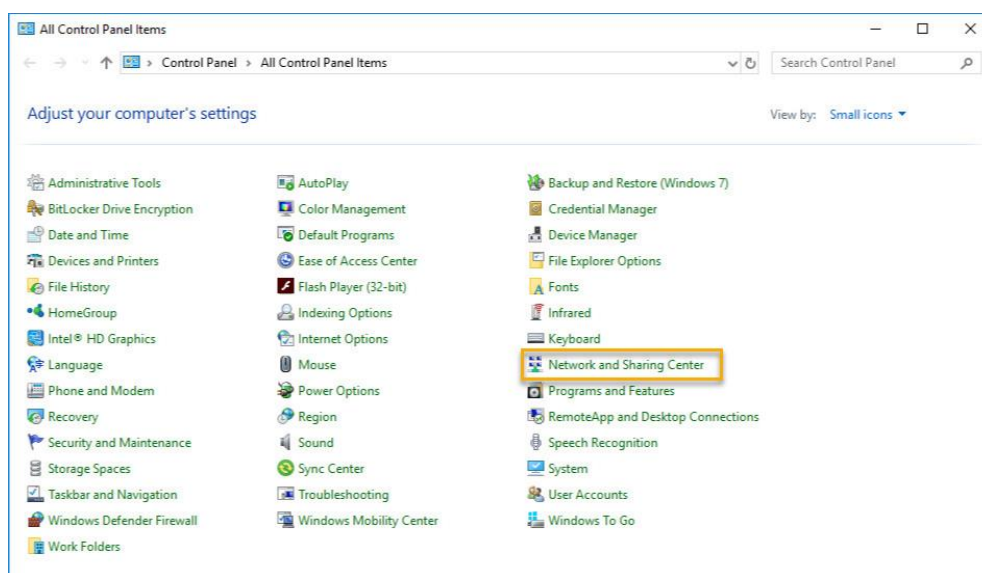 All Control Panel Items
Control Panel > All Control Panel Items
Search Control Panel
Adjust your computer's settings
View by: Small icons
Administrative Tools
AutoPlay
Backup and Restore (Windows 7)
BitLocker Drive Encryption
Color Management
Credential Manager
Date and Time
Default Programs
Device Manager
Devices and Printers
Ease of Access Center
File Explorer Options
File History
Flash Player (32-bit)
Fonts
HomeGroup
Indexing Options
Infrared
Intel® HD Graphics
Internet Options
Keyboard
Language
Mouse
Network and Sharing Center
Phone and Modem
Power Options
Programs and Features
Recovery
Region
RemoteApp and Desktop Connections
Security and Maintenance
Sound
Speech Recognition
Storage Spaces
Sync Center
System
Taskbar and Navigation
Troubleshooting
User Accounts
Windows Defender Firewall
Windows Mobility Center
Windows To Go
Work Folders